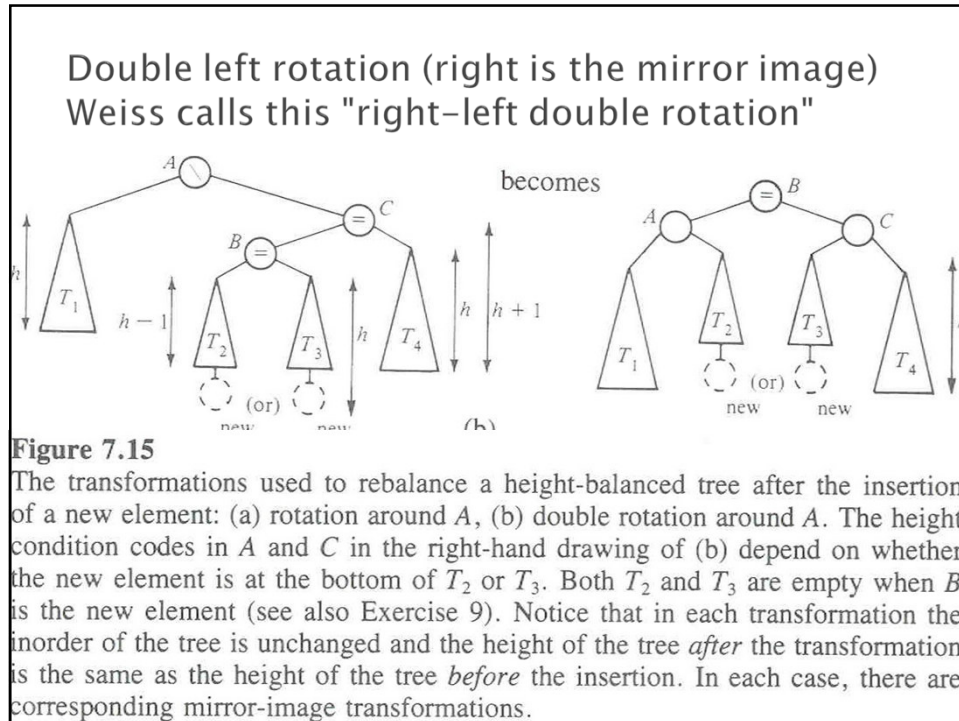 Double left rotation (right is the mirror image)
Weiss calls this "right-left double rotation"
becomes
A
\
C
=
B
=
h
T1
h − 1
T2
T3
h
T4
h
h + 1
(or)
new
new
(b)
B
=
A
C
T1
T2
T3
T4
(or)
new
new
Figure 7.15
The transformations used to rebalance a height-balanced tree after the insertion
of a new element: (a) rotation around A, (b) double rotation around A. The height
condition codes in A and C in the right-hand drawing of (b) depend on whether
the new element is at the bottom of T2 or T3. Both T2 and T3 are empty when B
is the new element (see also Exercise 9). Notice that in each transformation the
inorder of the tree is unchanged and the height of the tree after the transformation
is the same as the height of the tree before the insertion. In each case, there are
corresponding mirror-image transformations.